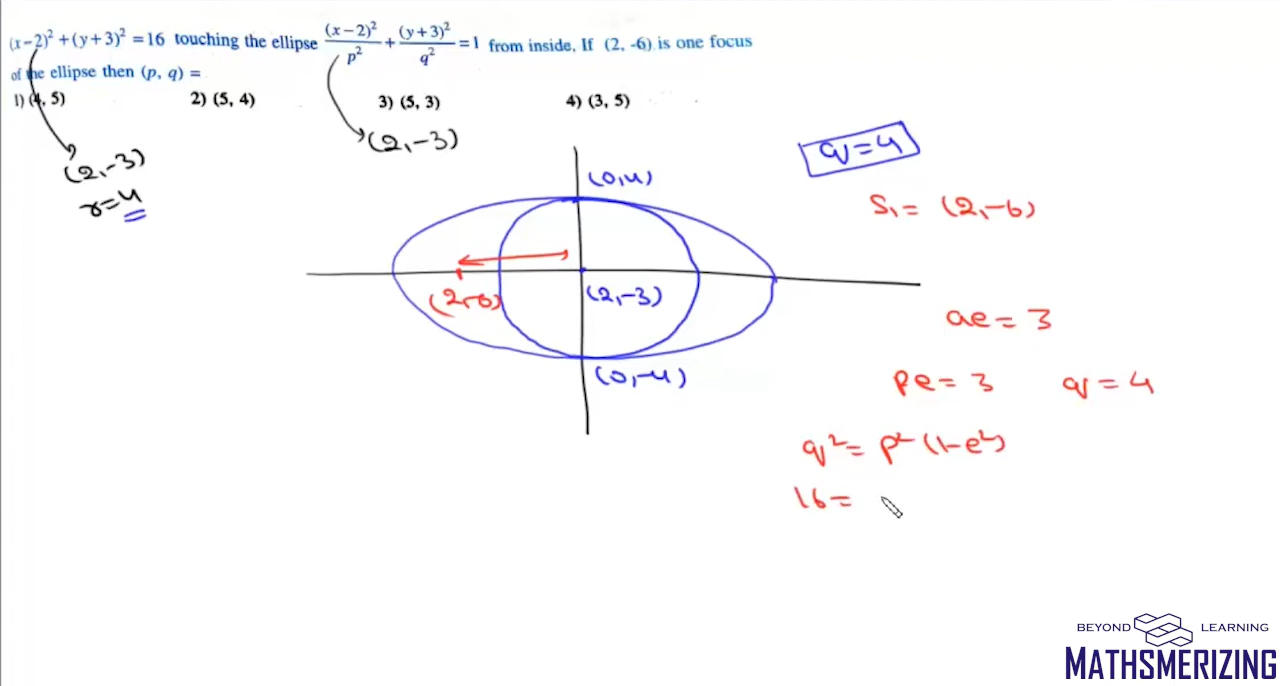 (x-2)² + (y+3)² = 16 touching the ellipse (x-2)²/p² + (y+3)²/q² = 1 from inside. If (2, -6) is one focus
of the ellipse then (p, q) =
1) (4, 5) 2) (5, 4) 3) (5, 3) 4) (3, 5)
(2,-3)
(2,-3)
r=4
q=4
(0,4)
S₁ = (2,-6)
(2,-6)
(2,-3)
ae = 3
(0,-4)
pe = 3 q = 4
q² = p² (1-e²)
16 =
BEYOND LEARNING
MATHSMERIZING